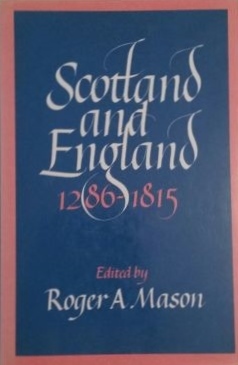 Scotland
and
England
1286-1815
Edited by
Roger A. Mason